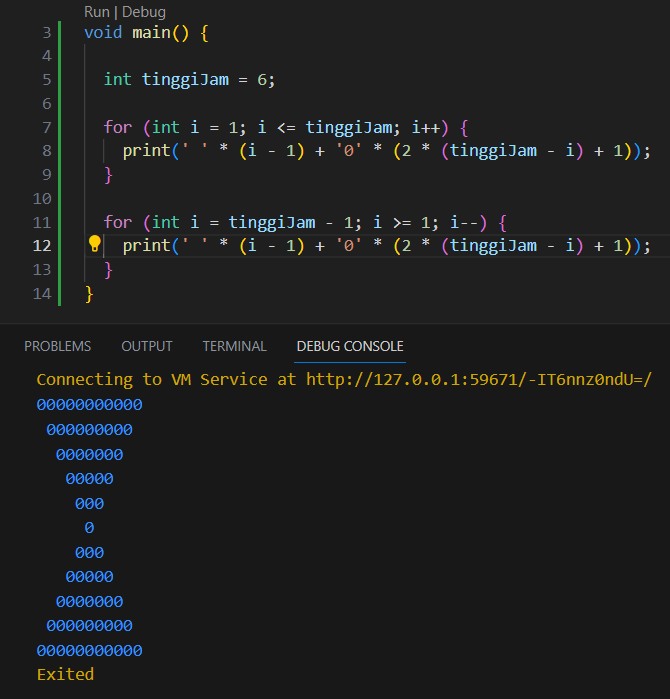 Run | Debug
3 void main() {
4
5   int tinggiJam = 6;
6
7   for (int i = 1; i <= tinggiJam; i++) {
8     print(' ' * (i - 1) + '0' * (2 * (tinggiJam - i) + 1));
9   }
10
11   for (int i = tinggiJam - 1; i >= 1; i--) {
12     print(' ' * (i - 1) + '0' * (2 * (tinggiJam - i) + 1));
13   }
14 }
PROBLEMS OUTPUT TERMINAL DEBUG CONSOLE
Connecting to VM Service at http://127.0.0.1:59671/-IT6nnz0ndU=/
00000000000
 000000000
  0000000
   00000
    000
     0
    000
   00000
  0000000
 000000000
00000000000
Exited